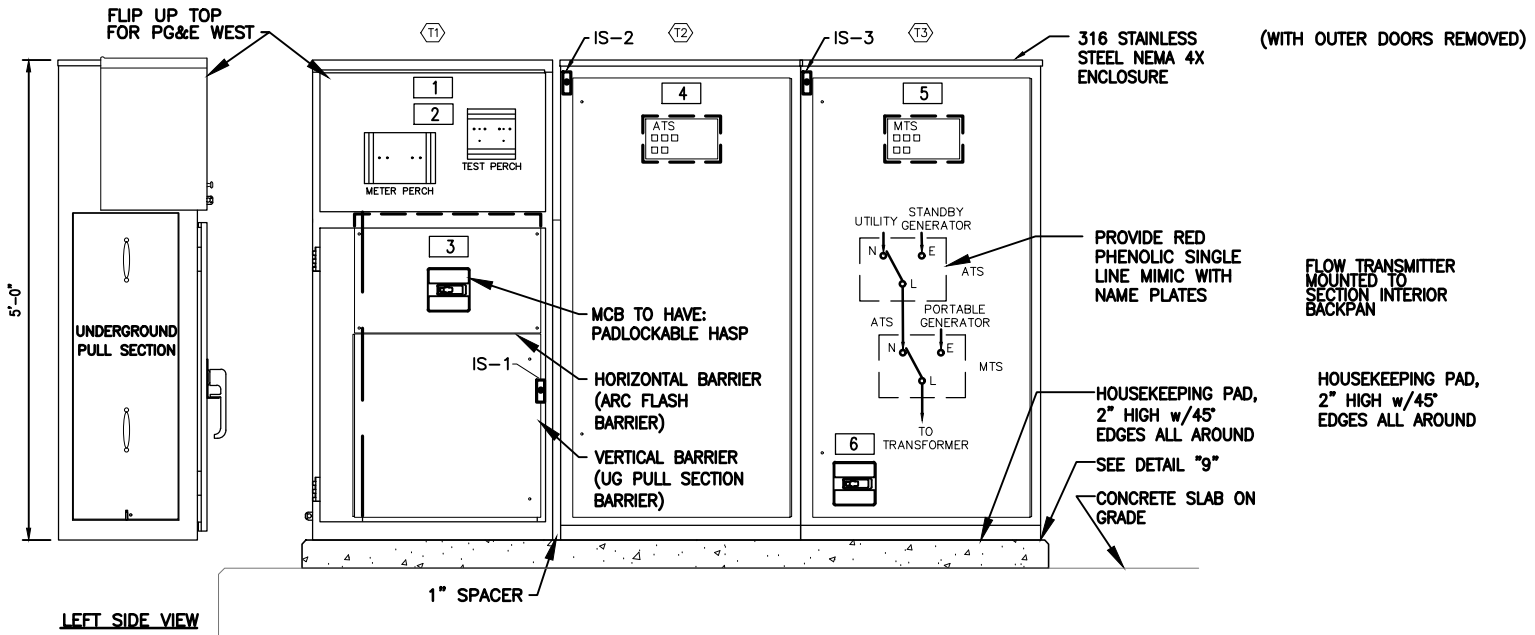 FLIP UP TOP
FOR PG&E WEST
T1
IS-2
T2
IS-3
T3
316 STAINLESS
STEEL NEMA 4X
ENCLOSURE
(WITH OUTER DOORS REMOVED)
1
2
4
5
ATS
MTS
TEST PERCH
METER PERCH
5'-0"
3
UTILITY
STANDBY
GENERATOR
N
E
ATS
L
PROVIDE RED
PHENOLIC SINGLE
LINE MIMIC WITH
NAME PLATES
FLOW TRANSMITTER
MOUNTED TO
SECTION INTERIOR
BACKPAN
UNDERGROUND
PULL SECTION
MCB TO HAVE:
PADLOCKABLE HASP
ATS
PORTABLE
GENERATOR
N
E
MTS
L
IS-1
HORIZONTAL BARRIER
(ARC FLASH
BARRIER)
HOUSEKEEPING PAD,
2" HIGH w/45°
EDGES ALL AROUND
HOUSEKEEPING PAD,
2" HIGH w/45°
EDGES ALL AROUND
TO
TRANSFORMER
6
VERTICAL BARRIER
(UG PULL SECTION
BARRIER)
SEE DETAIL "9"
CONCRETE SLAB ON
GRADE
1" SPACER
LEFT SIDE VIEW